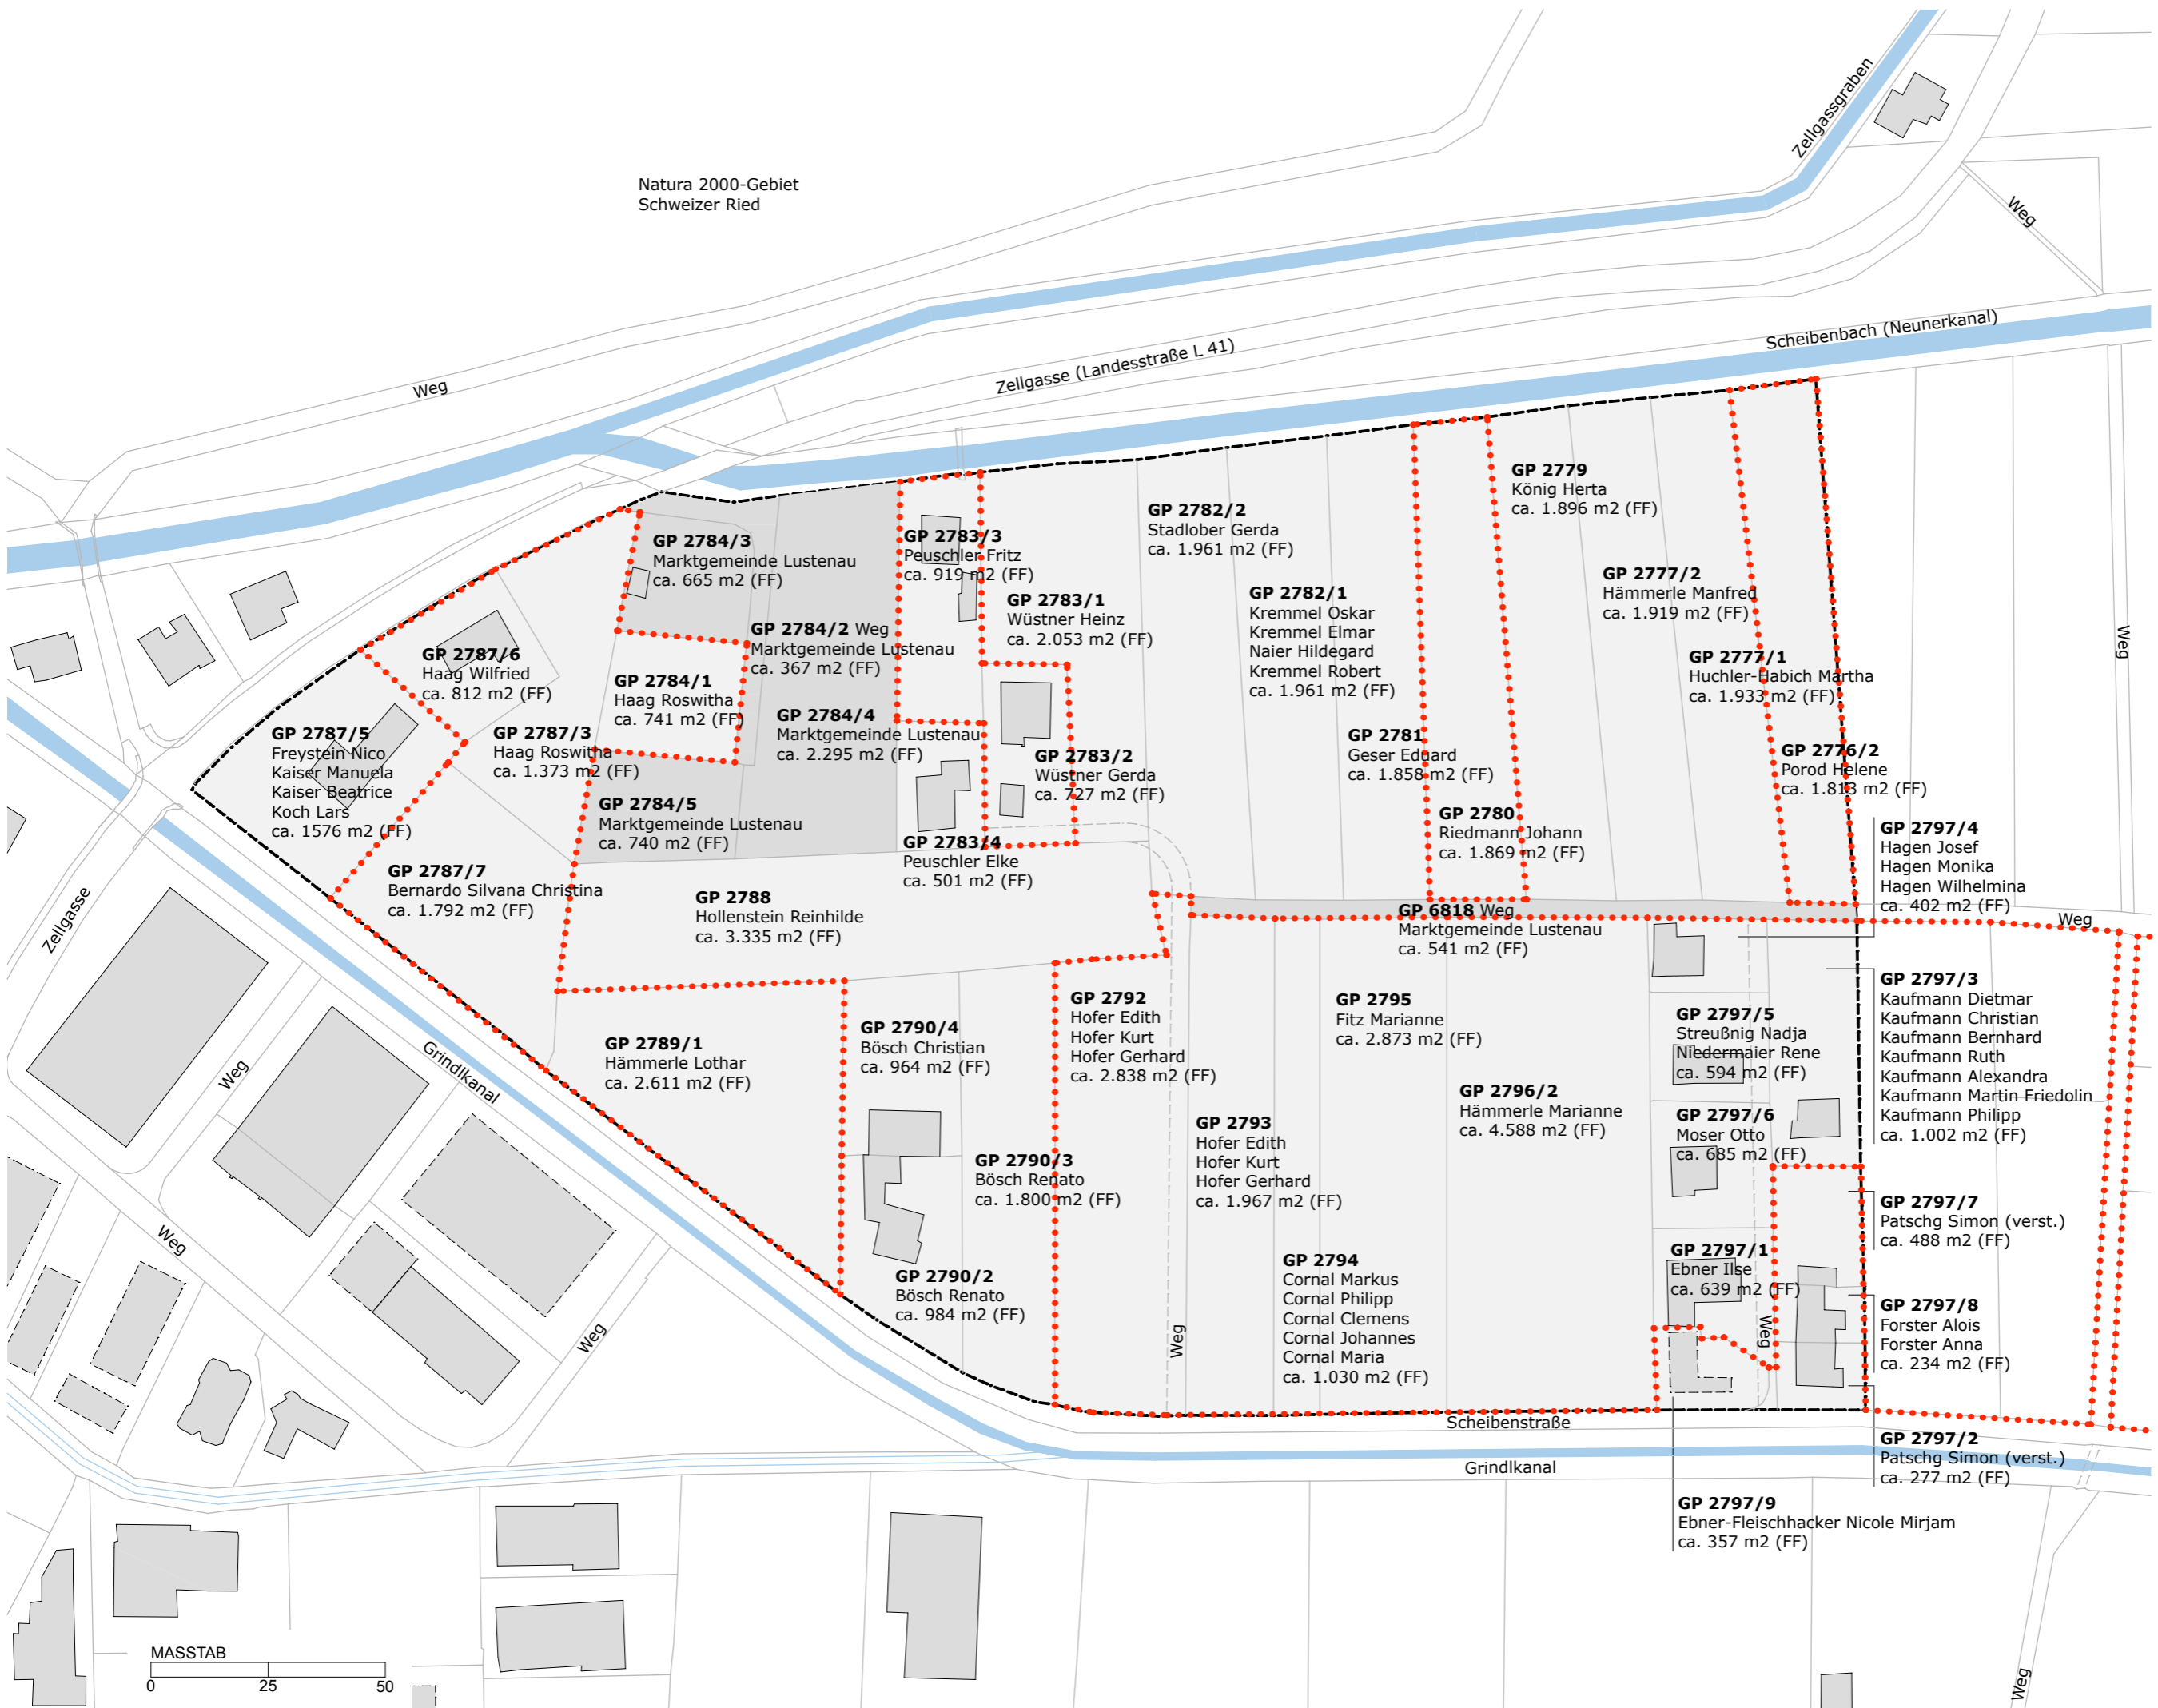 Zellgassgraben
Natura 2000-Gebiet
Schweizer Ried
Weg
Weg
Zellgasse (Landesstraße L 41)
Scheibenbach (Neunerkanal)
GP 2779
König Herta
ca. 1.896 m2 (FF)
GP 2782/2
Stadlober Gerda
ca. 1.961 m2 (FF)
GP 2784/3
Marktgemeinde Lustenau
ca. 665 m2 (FF)
GP 2783/3
Peuschler Fritz
ca. 919 m2 (FF)
GP 2777/2
Hämmerle Manfred
ca. 1.919 m2 (FF)
GP 2782/1
Kremmel Oskar
Kremmel Elmar
Naier Hildegard
Kremmel Robert
ca. 1.961 m2 (FF)
GP 2783/1
Wüstner Heinz
ca. 2.053 m2 (FF)
GP 2784/2 Weg
Marktgemeinde Lustenau
ca. 367 m2 (FF)
Weg
GP 2787/6
Haag Wilfried
ca. 812 m2 (FF)
GP 2777/1
Huchler-Habich Martha
ca. 1.933 m2 (FF)
GP 2784/1
Haag Roswitha
ca. 741 m2 (FF)
GP 2784/4
Marktgemeinde Lustenau
ca. 2.295 m2 (FF)
GP 2787/5
Freystein Nico
Kaiser Manuela
Kaiser Beatrice
Koch Lars
ca. 1576 m2 (FF)
GP 2787/3
Haag Roswitha
ca. 1.373 m2 (FF)
GP 2781
Geser Eduard
ca. 1.858 m2 (FF)
GP 2783/2
Wüstner Gerda
ca. 727 m2 (FF)
GP 2776/2
Porod Helene
ca. 1.813 m2 (FF)
GP 2784/5
Marktgemeinde Lustenau
ca. 740 m2 (FF)
GP 2780
Riedmann Johann
ca. 1.869 m2 (FF)
GP 2797/4
Hagen Josef
Hagen Monika
Hagen Wilhelmina
ca. 402 m2 (FF)
GP 2783/4
Peuschler Elke
ca. 501 m2 (FF)
GP 2787/7
Bernardo Silvana Christina
ca. 1.792 m2 (FF)
GP 2788
Hollenstein Reinhilde
ca. 3.335 m2 (FF)
Zellgasse
GP 6818 Weg
Marktgemeinde Lustenau
ca. 541 m2 (FF)
Weg
GP 2797/3
Kaufmann Dietmar
Kaufmann Christian
Kaufmann Bernhard
Kaufmann Ruth
Kaufmann Alexandra
Kaufmann Martin Friedolin
Kaufmann Philipp
ca. 1.002 m2 (FF)
GP 2792
Hofer Edith
Hofer Kurt
Hofer Gerhard
ca. 2.838 m2 (FF)
GP 2795
Fitz Marianne
ca. 2.873 m2 (FF)
GP 2797/5
Streußnig Nadja
Niedermaier Rene
ca. 594 m2 (FF)
GP 2790/4
Bösch Christian
ca. 964 m2 (FF)
GP 2789/1
Hämmerle Lothar
ca. 2.611 m2 (FF)
Grindlkanal
Weg
GP 2796/2
Hämmerle Marianne
ca. 4.588 m2 (FF)
GP 2797/6
Moser Otto
ca. 685 m2 (FF)
GP 2793
Hofer Edith
Hofer Kurt
Hofer Gerhard
ca. 1.967 m2 (FF)
GP 2790/3
Bösch Renato
ca. 1.800 m2 (FF)
GP 2797/7
Patschg Simon (verst.)
ca. 488 m2 (FF)
Weg
GP 2797/1
Ebner Ilse
ca. 639 m2 (FF)
GP 2794
Cornal Markus
Cornal Philipp
Cornal Clemens
Cornal Johannes
Cornal Maria
ca. 1.030 m2 (FF)
GP 2790/2
Bösch Renato
ca. 984 m2 (FF)
GP 2797/8
Forster Alois
Forster Anna
ca. 234 m2 (FF)
Weg
Weg
Weg
Scheibenstraße
GP 2797/2
Patschg Simon (verst.)
ca. 277 m2 (FF)
Grindlkanal
GP 2797/9
Ebner-Fleischhacker Nicole Mirjam
ca. 357 m2 (FF)
MASSTAB
0 25 50
Weg